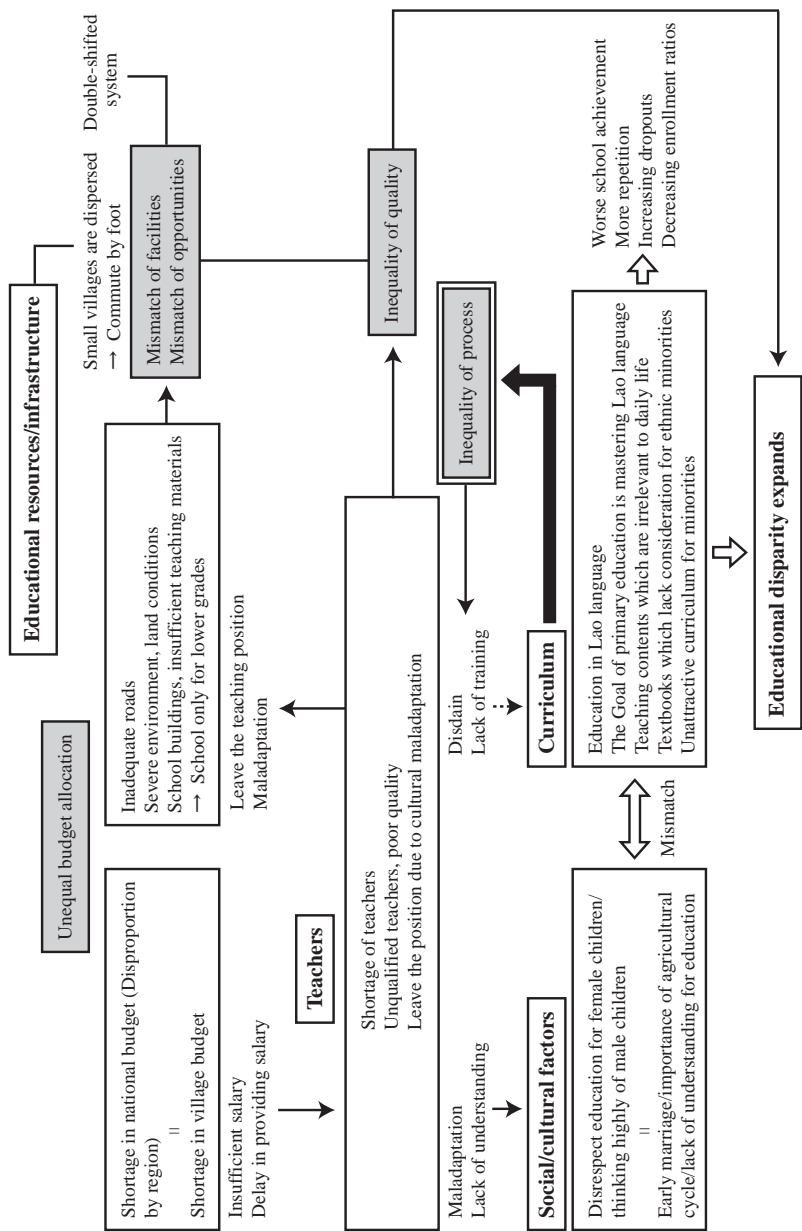 Unequal budget allocation
Educational resources/infrastructure
Shortage in national budget (Disproportion
by region)
=
Shortage in village budget
Inadequate roads
Severe environment, land conditions
School buildings, insufficient teaching materials
→ School only for lower grades
Small villages are dispersed
→ Commute by foot
Double-shifted
system
Mismatch of facilities
Mismatch of opportunities
Insufficient salary
Delay in providing salary
Leave the teaching position
Maladaptation
Teachers
Shortage of teachers
Unqualified teachers, poor quality
Leave the position due to cultural maladaptation
Inequality of quality
Maladaptation
Lack of understanding
Disdain
Lack of training
Inequality of process
Social/cultural factors
Disrespect education for female children/
thinking highly of male children
=
Early marriage/importance of agricultural
cycle/lack of understanding for education
Mismatch
Curriculum
Education in Lao language
The Goal of primary education is mastering Lao language
Teaching contents which are irrelevant to daily life
Textbooks which lack consideration for ethnic minorities
Unattractive curriculum for minorities
Worse school achievement
More repetition
Increasing dropouts
Decreasing enrollment ratios
Educational disparity expands